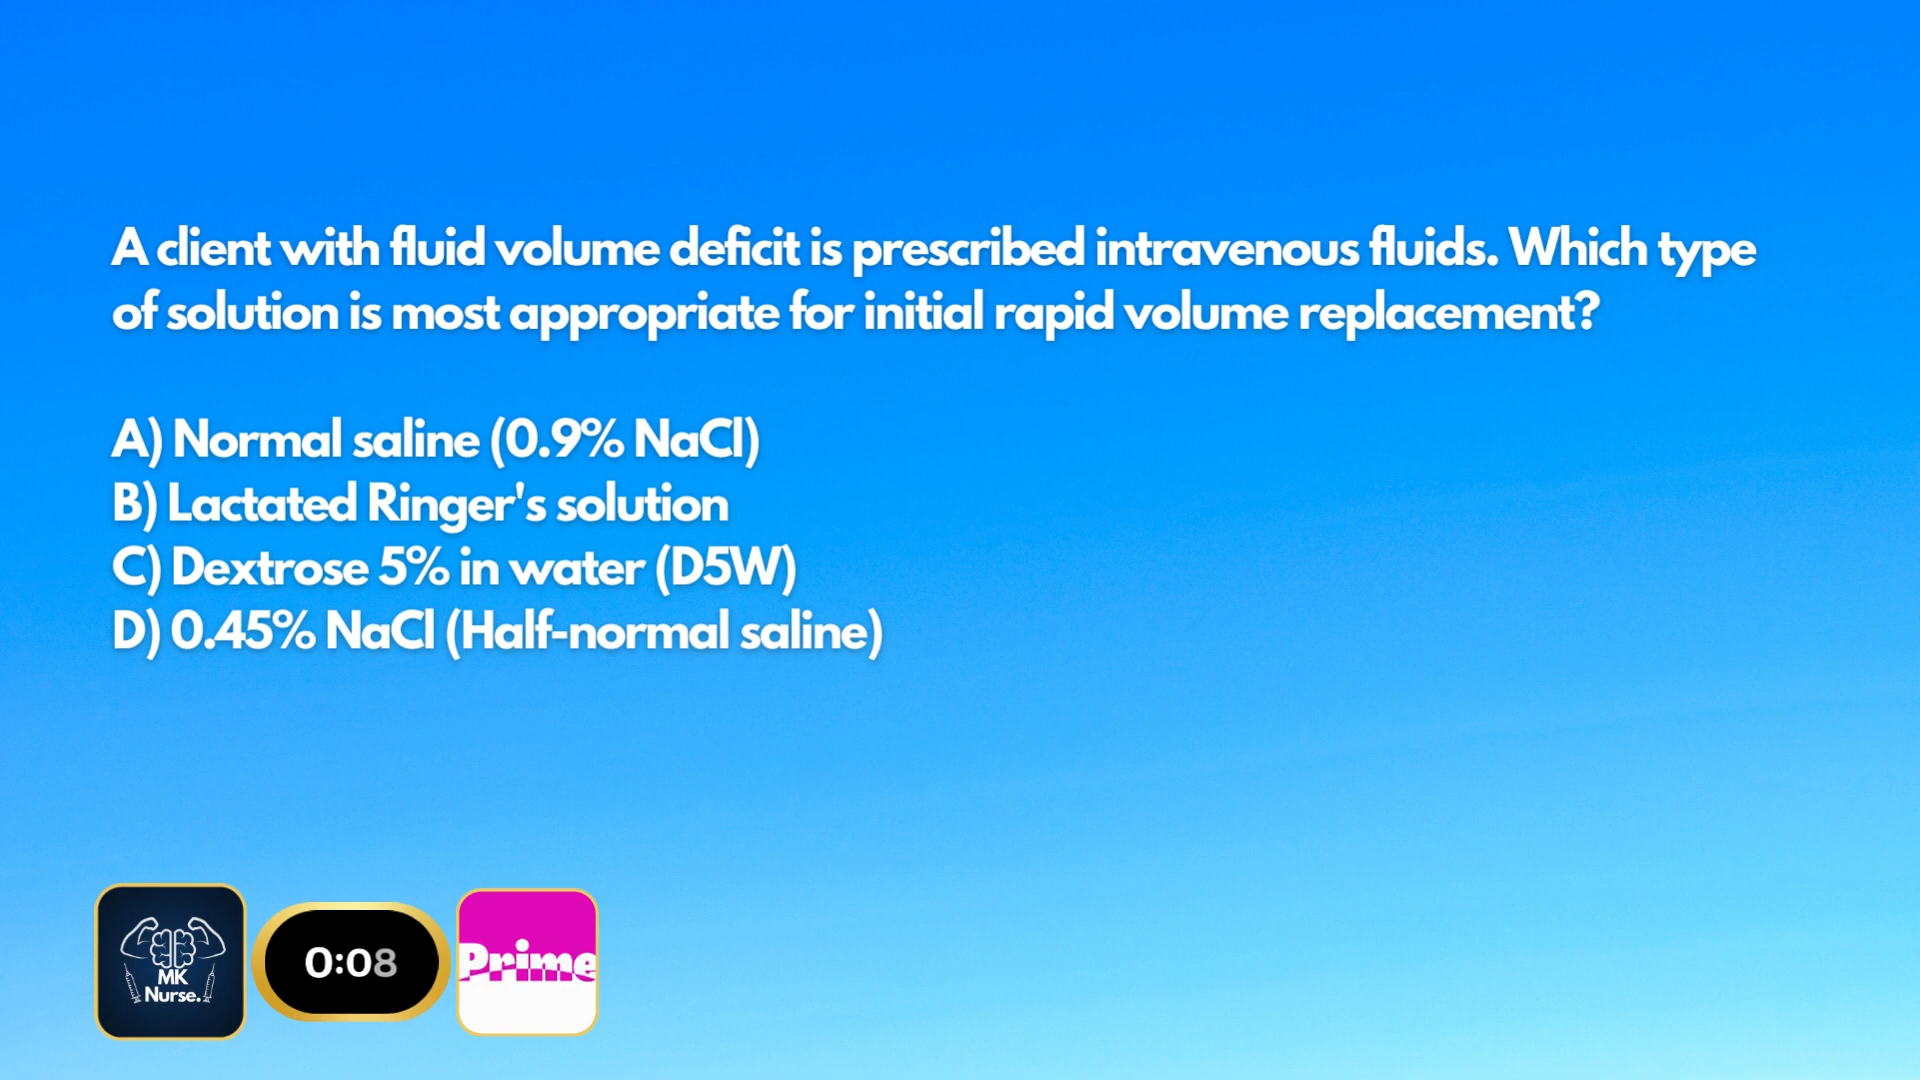 A client with fluid volume deficit is prescribed intravenous fluids. Which type
of solution is most appropriate for initial rapid volume replacement?
A) Normal saline (0.9% NaCl)
B) Lactated Ringer's solution
C) Dextrose 5% in water (D5W)
D) 0.45% NaCl (Half-normal saline)
MK
Nurse.
0:08
Prime